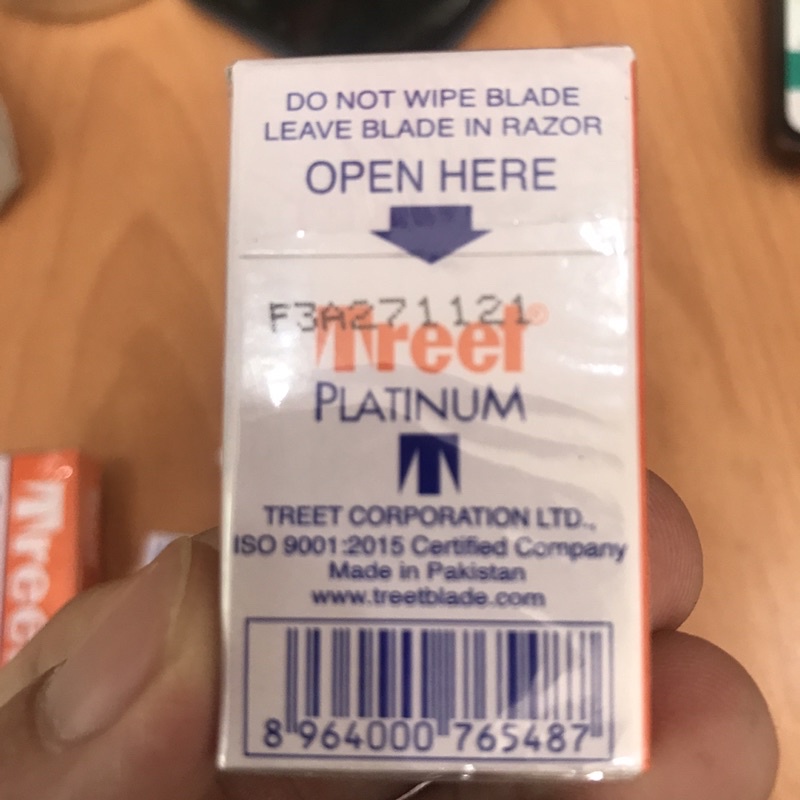 DO NOT WIPE BLADE
LEAVE BLADE IN RAZOR
OPEN HERE
F3A271121
Treet®
PLATINUM
TREET CORPORATION LTD.,
ISO 9001:2015 Certified Company
Made in Pakistan
www.treetblade.com
8 964000 765487
Treet